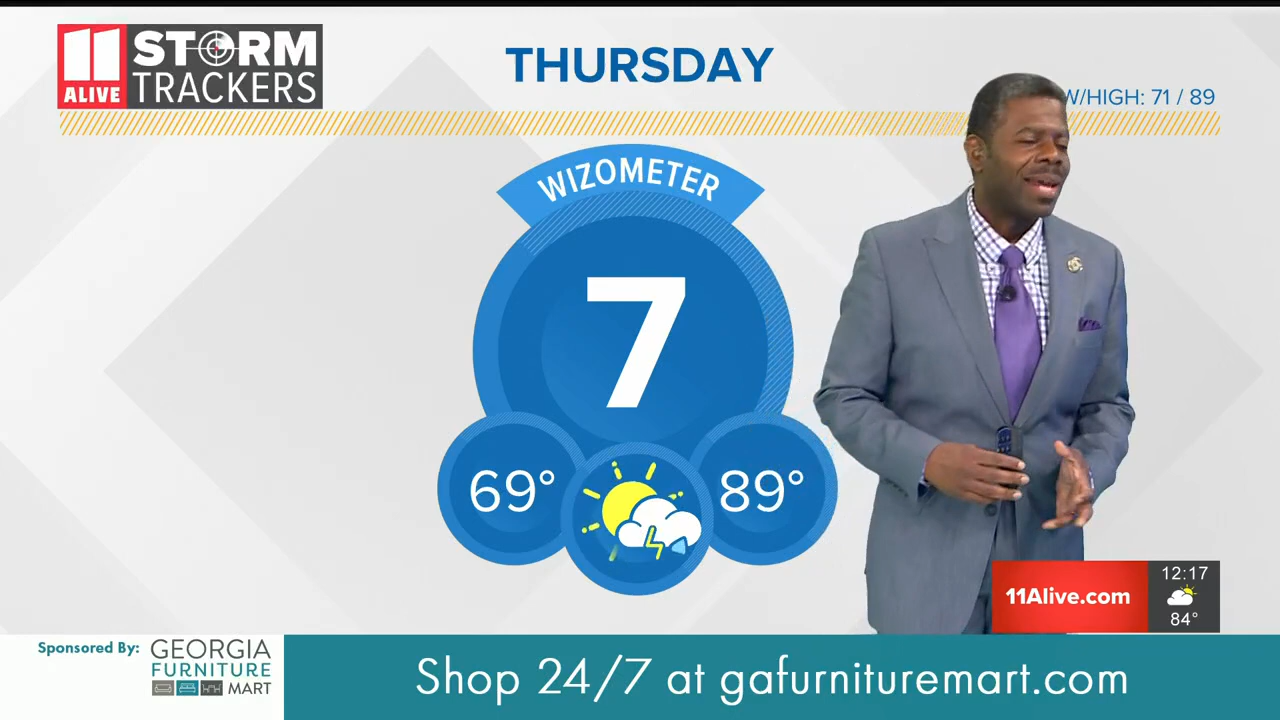 11 ALIVE
STORM TRACKERS
THURSDAY
W/HIGH: 71 / 89
WIZOMETER
7
69°
89°
11Alive.com
12:17
84°
Sponsored By:
GEORGIA
FURNITURE
MART
Shop 24/7 at gafurnituremart.com